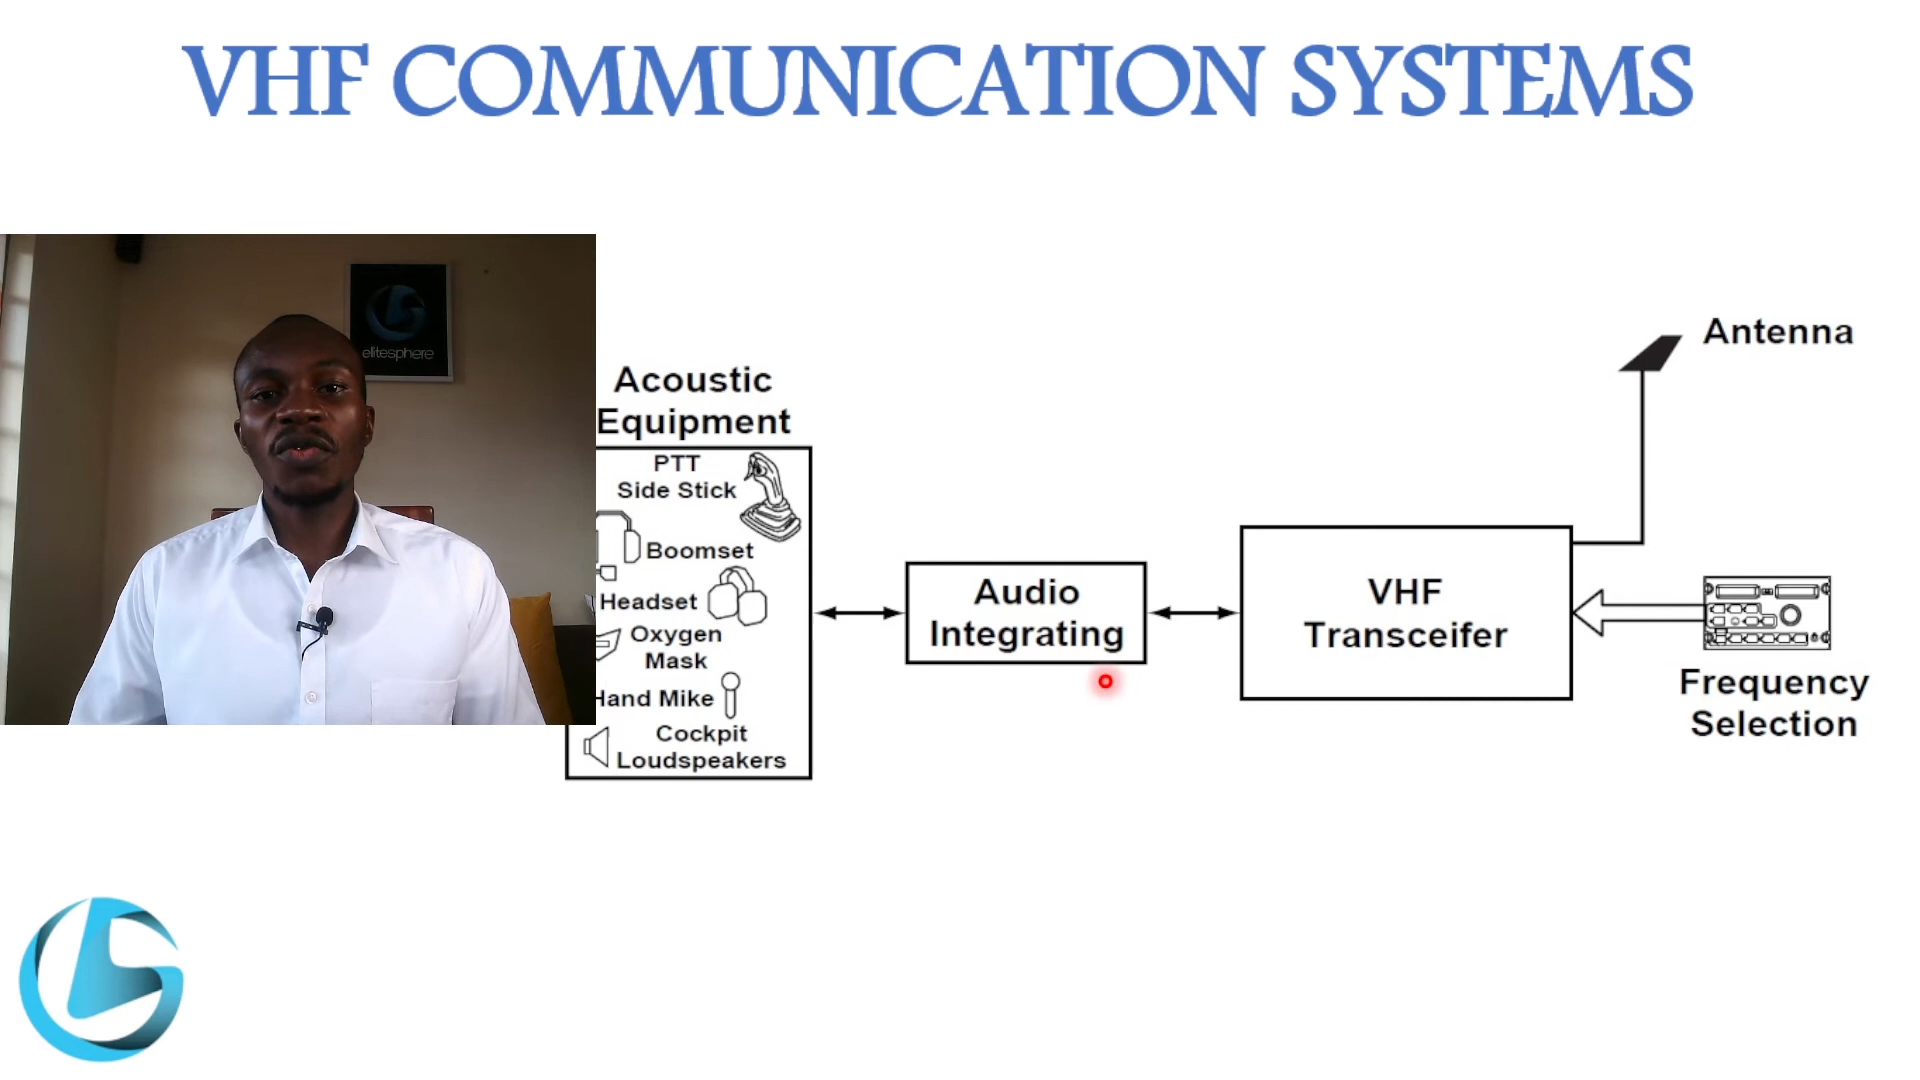 VHF COMMUNICATION SYSTEMS
elitesphere
Acoustic
Equipment
PTT
Side Stick
Boomset
Headset
Oxygen
Mask
Hand Mike
Cockpit
Loudspeakers
Audio
Integrating
VHF
Transceifer
Antenna
Frequency
Selection